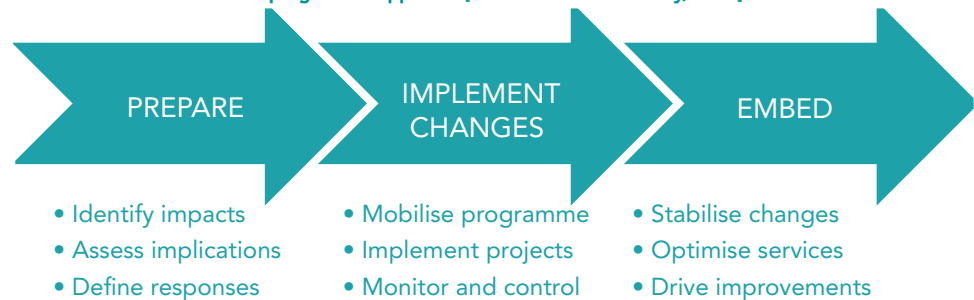 PREPARE
IMPLEMENT
CHANGES
EMBED
• Identify impacts
• Assess implications
• Define responses
• Mobilise programme
• Implement projects
• Monitor and control
• Stabilise changes
• Optimise services
• Drive improvements